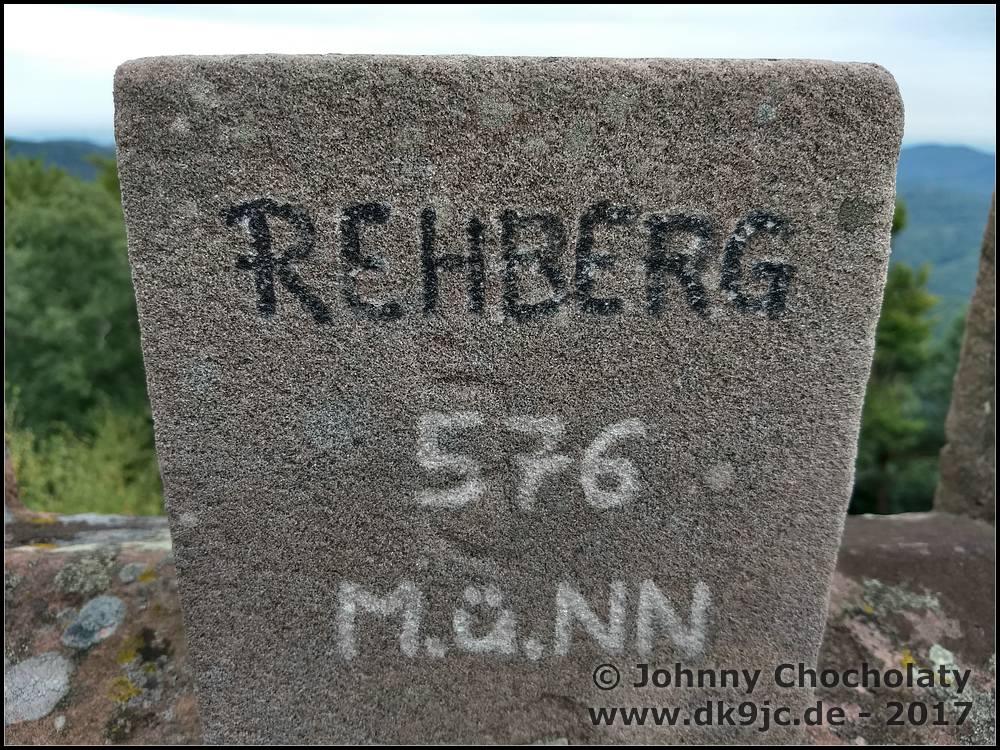 REHBERG
576
M.ü.NN
© Johnny Chocholaty
www.dk9jc.de - 2017